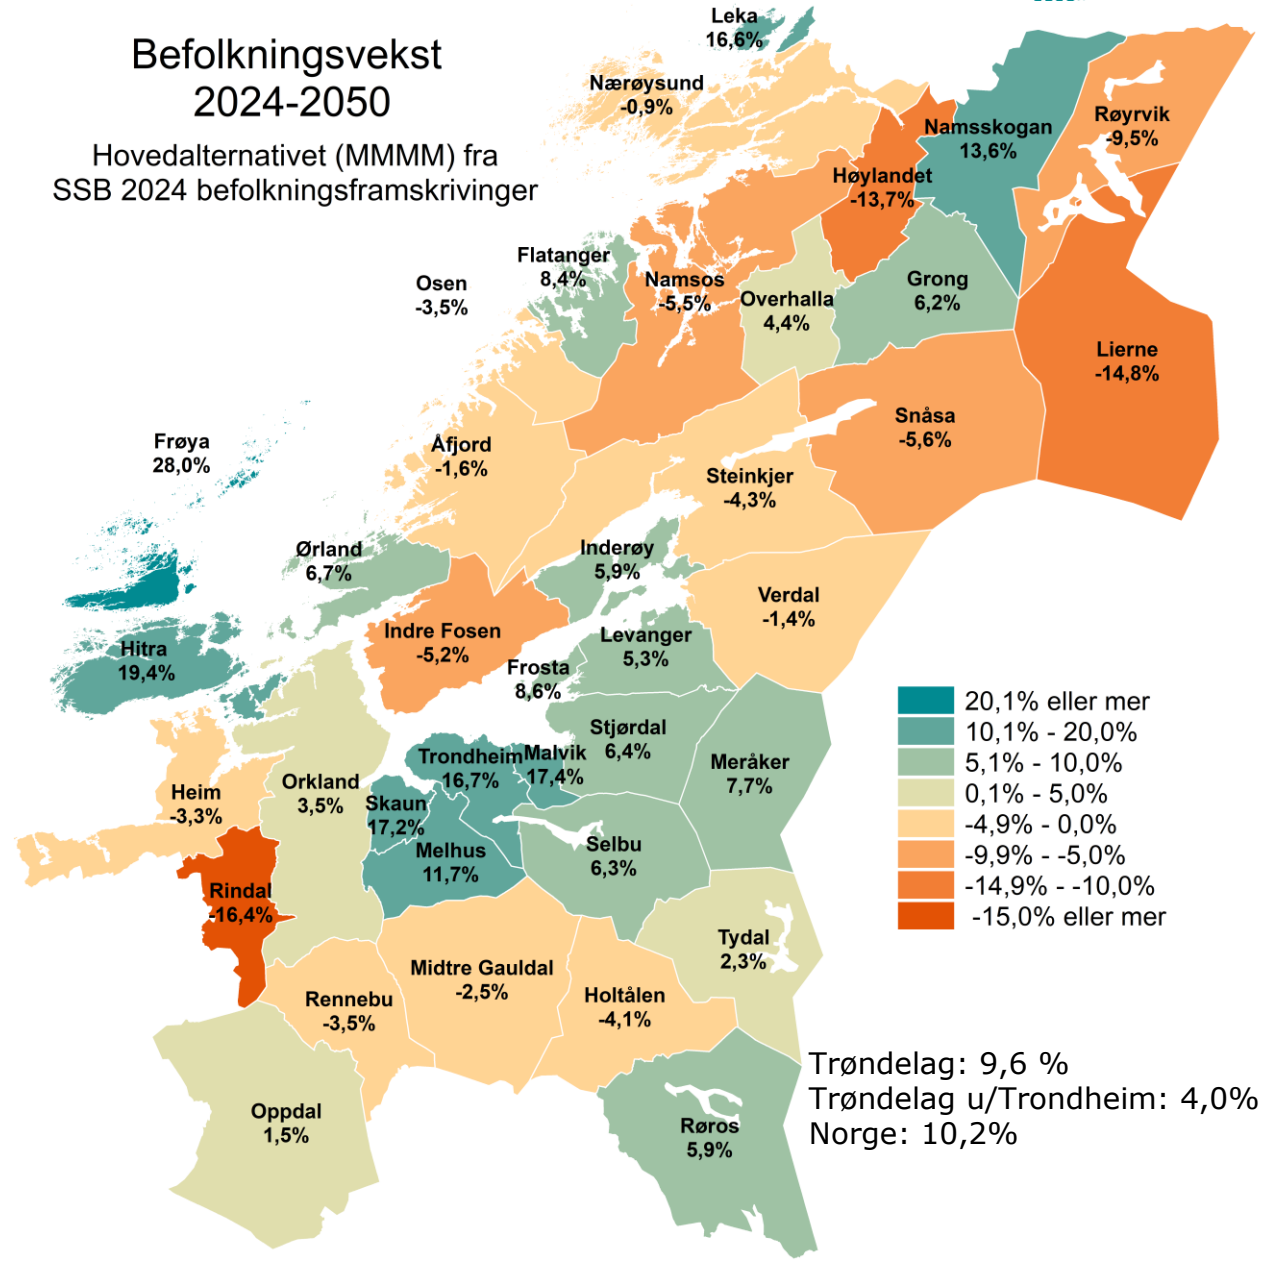 Befolkningsvekst
2024-2050
Hovedalternativet (MMMM) fra
SSB 2024 befolkningsframskrivinger
Leka
16,6%
Nærøysund
-0,9%
Røyrvik
-9,5%
Namsskogan
13,6%
Høylandet
-13,7%
Flatanger
8,4%
Osen
-3,5%
Namsos
-5,5%
Overhalla
4,4%
Grong
6,2%
Lierne
-14,8%
Snåsa
-5,6%
Frøya
28,0%
Åfjord
-1,6%
Steinkjer
-4,3%
Ørland
6,7%
Inderøy
5,9%
Verdal
-1,4%
Hitra
19,4%
Indre Fosen
-5,2%
Levanger
5,3%
Frosta
8,6%
Stjørdal
6,4%
Meråker
7,7%
Trondheim
16,7%
Malvik
17,4%
Orkland
3,5%
Heim
-3,3%
Skaun
17,2%
Melhus
11,7%
Selbu
6,3%
Rindal
-16,4%
Tydal
2,3%
Midtre Gauldal
-2,5%
Rennebu
-3,5%
Holtålen
-4,1%
Oppdal
1,5%
Røros
5,9%
20,1% eller mer
10,1% - 20,0%
5,1% - 10,0%
0,1% - 5,0%
-4,9% - 0,0%
-9,9% - -5,0%
-14,9% - -10,0%
-15,0% eller mer
Trøndelag: 9,6 %
Trøndelag u/Trondheim: 4,0%
Norge: 10,2%